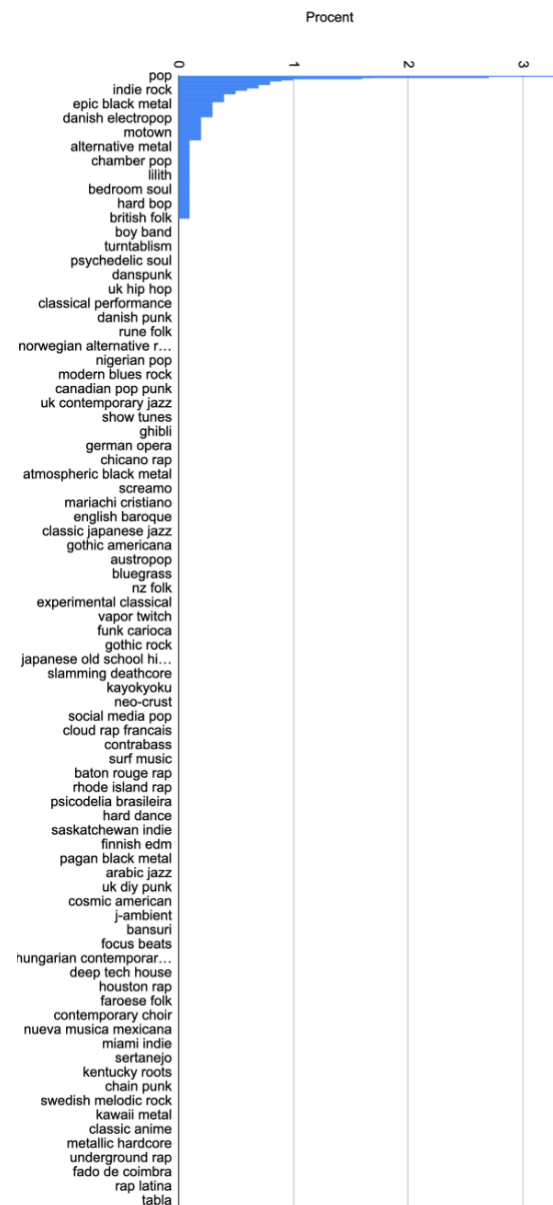 Procent
0
1
2
3
pop
indie rock
epic black metal
danish electropop
motown
alternative metal
chamber pop
lilith
bedroom soul
hard bop
british folk
boy band
turntablism
psychedelic soul
danspunk
uk hip hop
classical performance
danish punk
rune folk
norwegian alternative r…
nigerian pop
modern blues rock
canadian pop punk
uk contemporary jazz
show tunes
ghibli
german opera
chicano rap
atmospheric black metal
screamo
mariachi cristiano
english baroque
classic japanese jazz
gothic americana
austropop
bluegrass
nz folk
experimental classical
vapor twitch
funk carioca
gothic rock
japanese old school hi…
slamming deathcore
kayokyoku
neo-crust
social media pop
cloud rap francais
contrabass
surf music
baton rouge rap
rhode island rap
psicodelia brasileira
hard dance
saskatchewan indie
finnish edm
pagan black metal
arabic jazz
uk diy punk
cosmic american
j-ambient
bansuri
focus beats
hungarian contemporar…
deep tech house
houston rap
faroese folk
contemporary choir
nueva musica mexicana
miami indie
sertanejo
kentucky roots
chain punk
swedish melodic rock
kawaii metal
classic anime
metallic hardcore
underground rap
fado de coimbra
rap latina
tabla